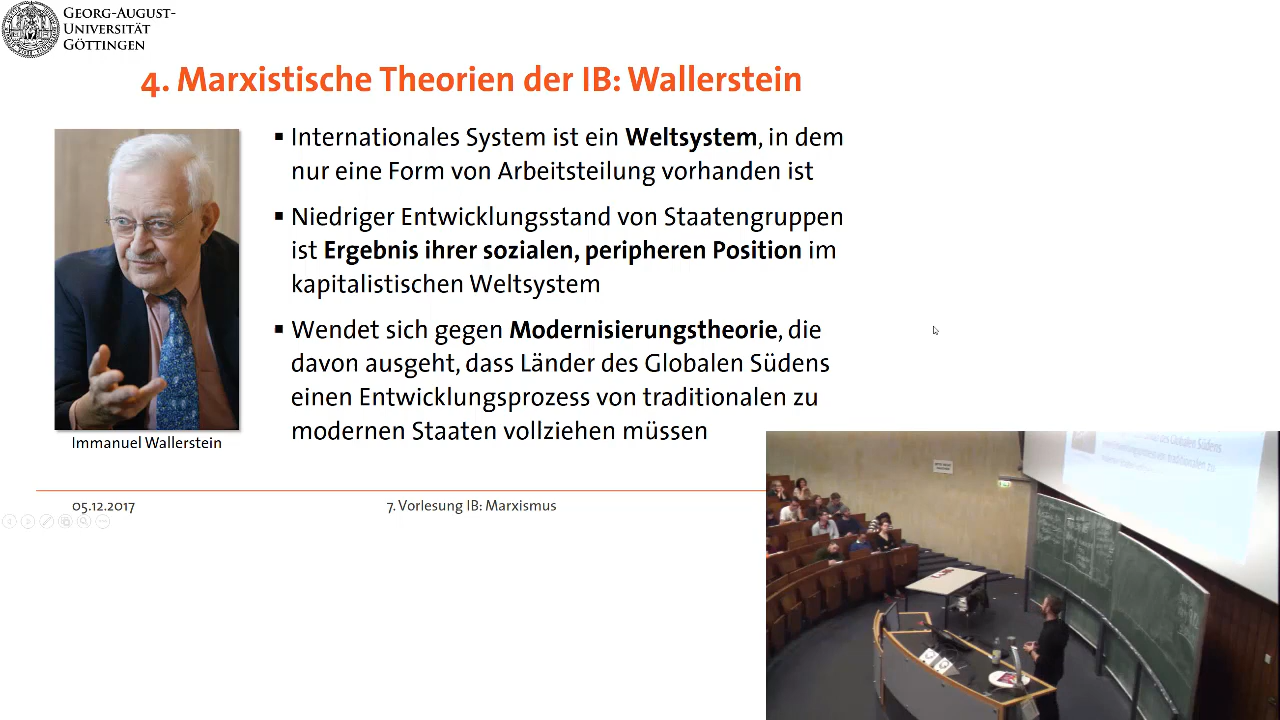 GEORG-AUGUST-
UNIVERSITÄT
GÖTTINGEN
4. Marxistische Theorien der IB: Wallerstein
▪ Internationales System ist ein Weltsystem, in dem
nur eine Form von Arbeitsteilung vorhanden ist
▪ Niedriger Entwicklungsstand von Staatengruppen
ist Ergebnis ihrer sozialen, peripheren Position im
kapitalistischen Weltsystem
▪ Wendet sich gegen Modernisierungstheorie, die
davon ausgeht, dass Länder des Globalen Südens
einen Entwicklungsprozess von traditionalen zu
modernen Staaten vollziehen müssen
Immanuel Wallerstein
05.12.2017
7. Vorlesung IB: Marxismus